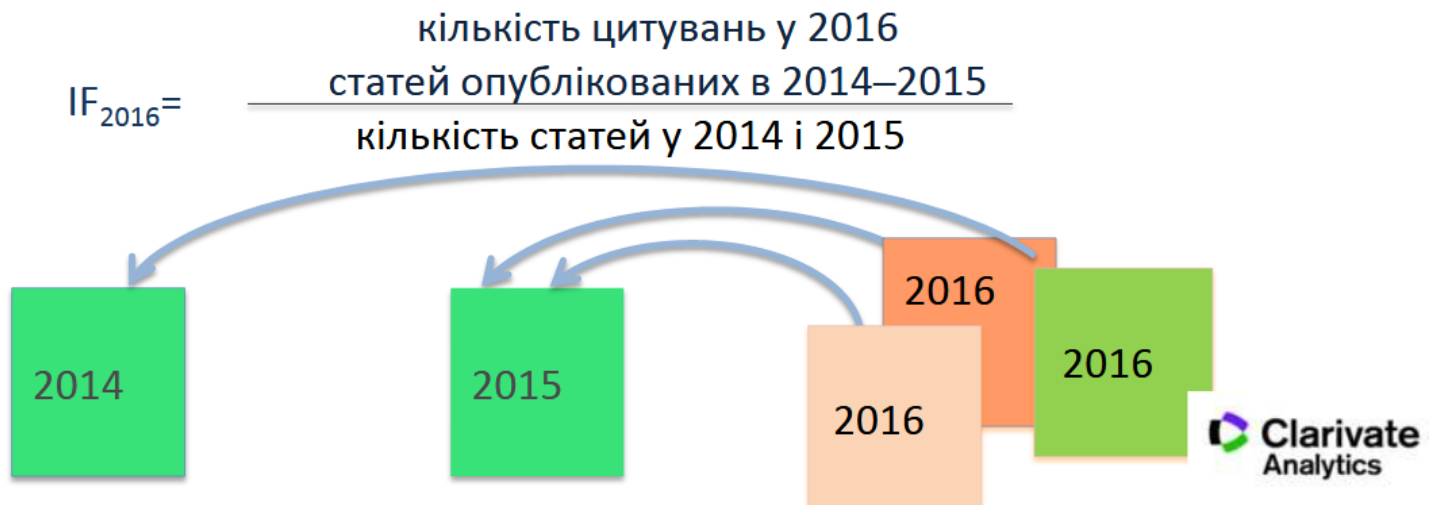 кількість цитувань у 2016
статей опублікованих в 2014–2015
IF2016=
кількість статей у 2014 і 2015
2014
2015
2016
2016
2016
Clarivate
Analytics